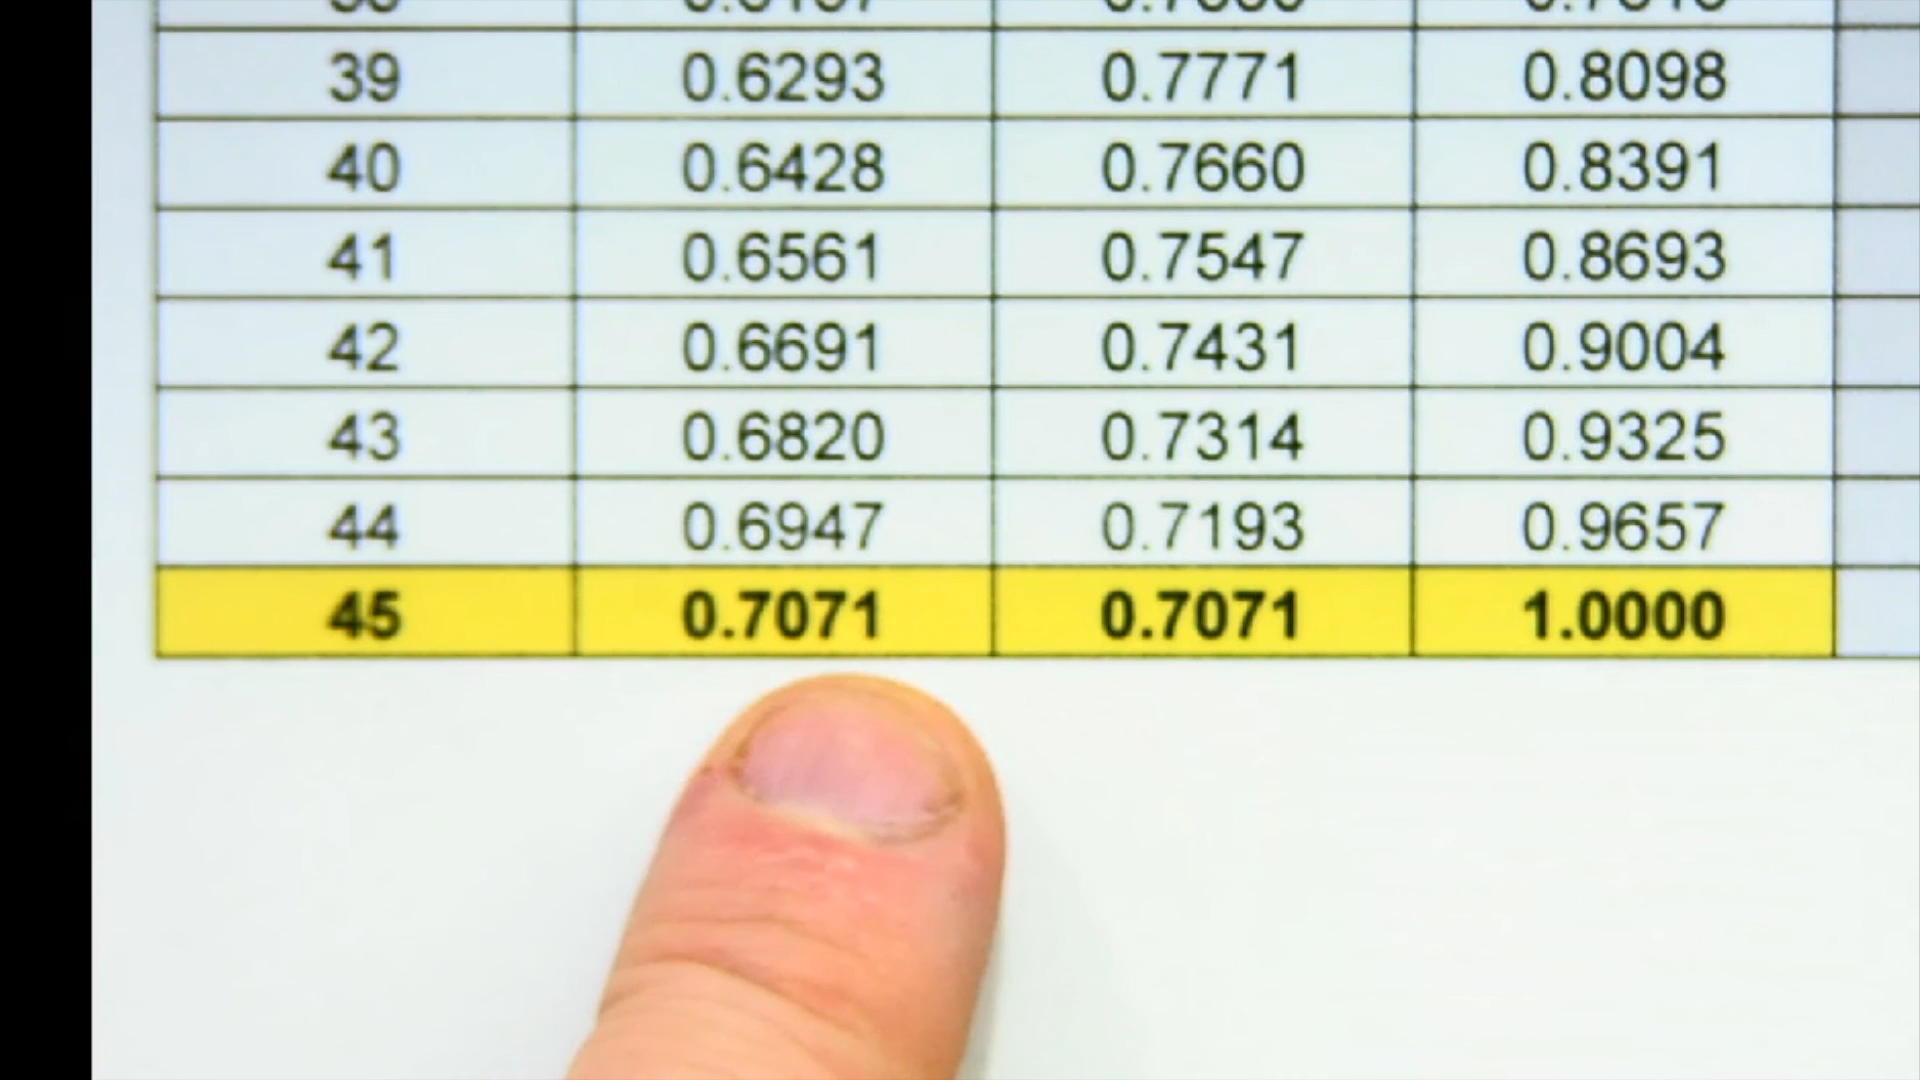 39 0.6293 0.7771 0.8098
40 0.6428 0.7660 0.8391
41 0.6561 0.7547 0.8693
42 0.6691 0.7431 0.9004
43 0.6820 0.7314 0.9325
44 0.6947 0.7193 0.9657
45 0.7071 0.7071 1.0000